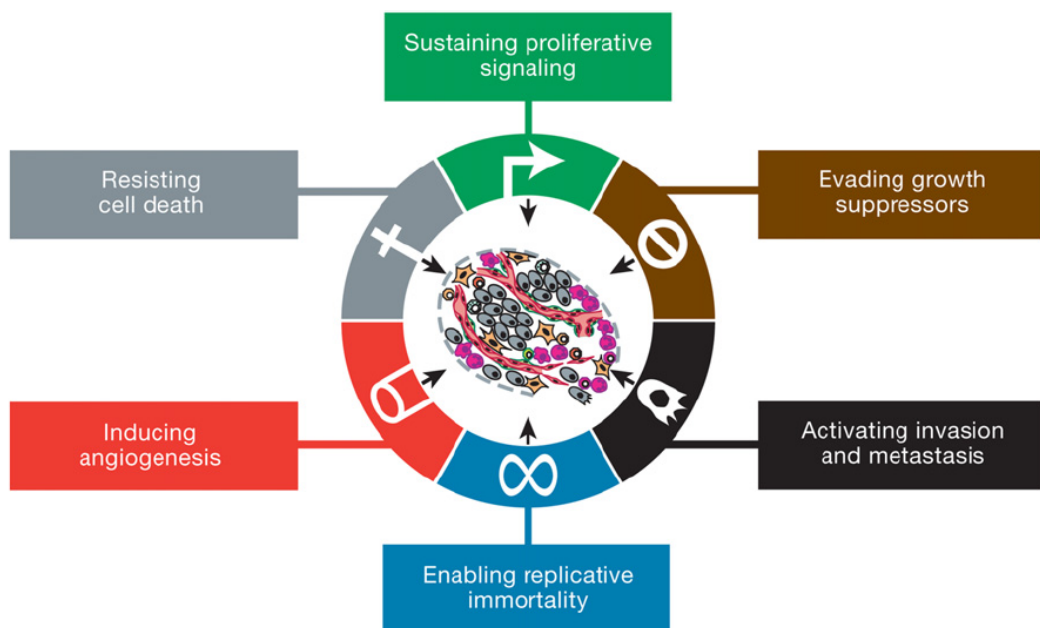 Sustaining proliferative
signaling
Resisting
cell death
Evading growth
suppressors
Inducing
angiogenesis
Activating invasion
and metastasis
Enabling replicative
immortality